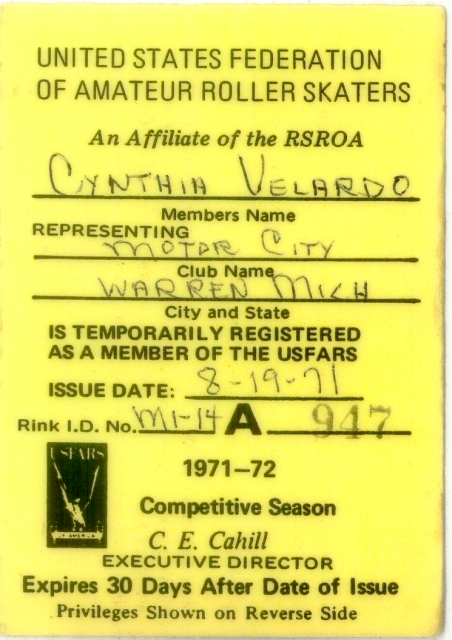 UNITED STATES FEDERATION
OF AMATEUR ROLLER SKATERS
An Affiliate of the RSROA
CYNTHIA VELARDO
Members Name
REPRESENTING
MOTOR CITY
Club Name
WARREN MICH
City and State
IS TEMPORARILY REGISTERED
AS A MEMBER OF THE USFARS
ISSUE DATE: 8-19-71
Rink I.D. No. MI-14 A 947
USFARS
OF AMERICA
1971–72
Competitive Season
C. E. Cahill
EXECUTIVE DIRECTOR
Expires 30 Days After Date of Issue
Privileges Shown on Reverse Side